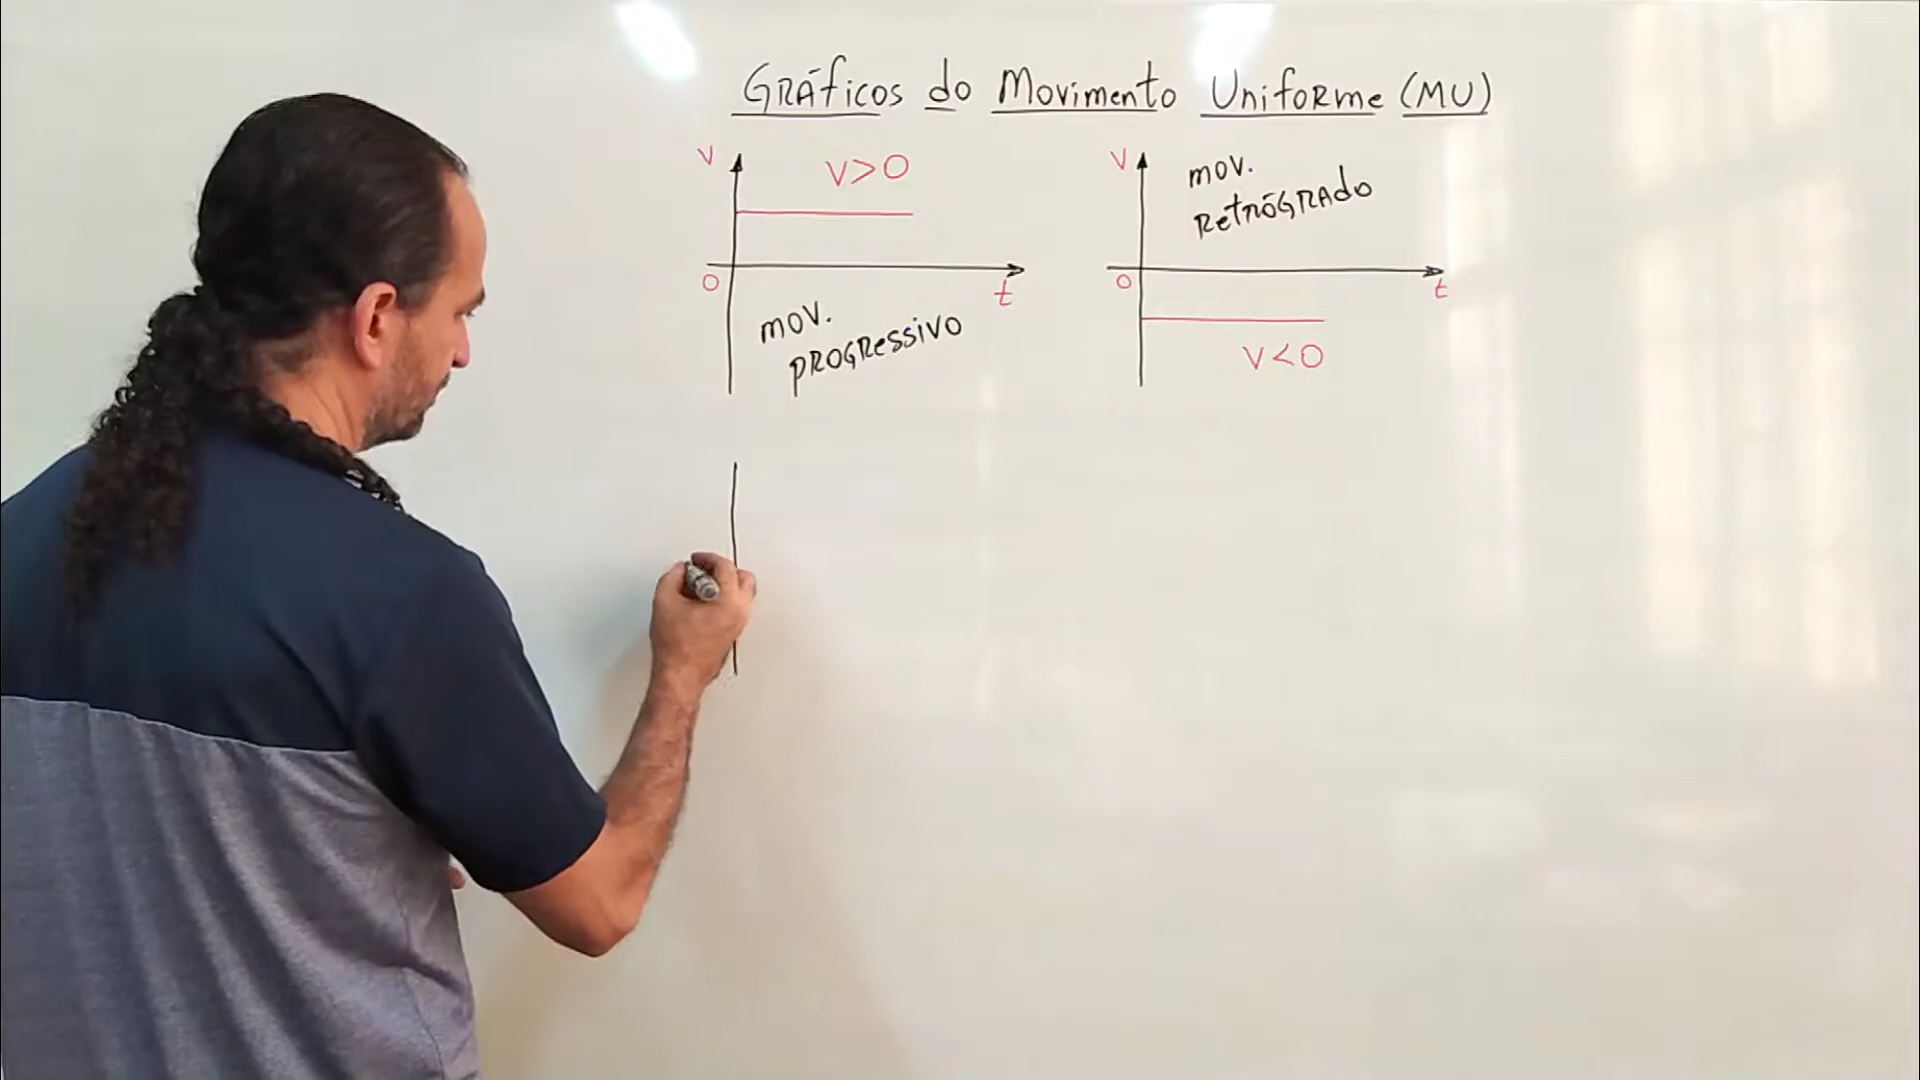 Gráficos do Movimento Uniforme (MU)
V
V>0
0
t
mov.
progressivo
V
mov.
retrógrado
0
t
V<0